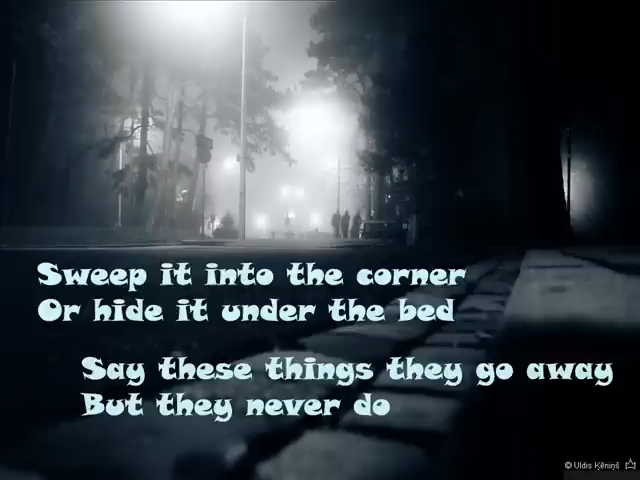 Sweep it into the corner
Or hide it under the bed
Say these things they go away
But they never do
© Uldis Ķēniņš